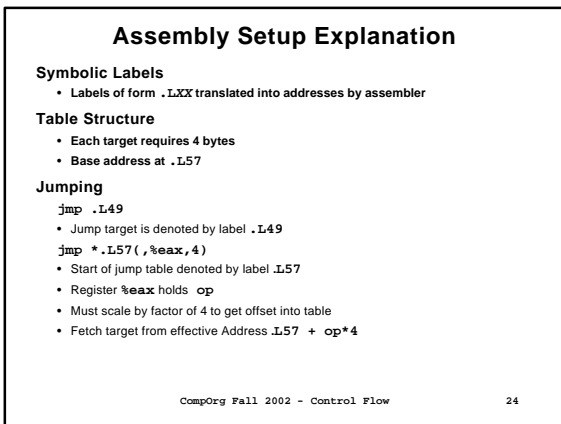 Assembly Setup Explanation
Symbolic Labels
• Labels of form .LXX translated into addresses by assembler
Table Structure
• Each target requires 4 bytes
• Base address at .L57
Jumping
jmp .L49
• Jump target is denoted by label .L49
jmp *.L57(,%eax,4)
• Start of jump table denoted by label .L57
• Register %eax holds op
• Must scale by factor of 4 to get offset into table
• Fetch target from effective Address .L57 + op*4
CompOrg Fall 2002 - Control Flow 24